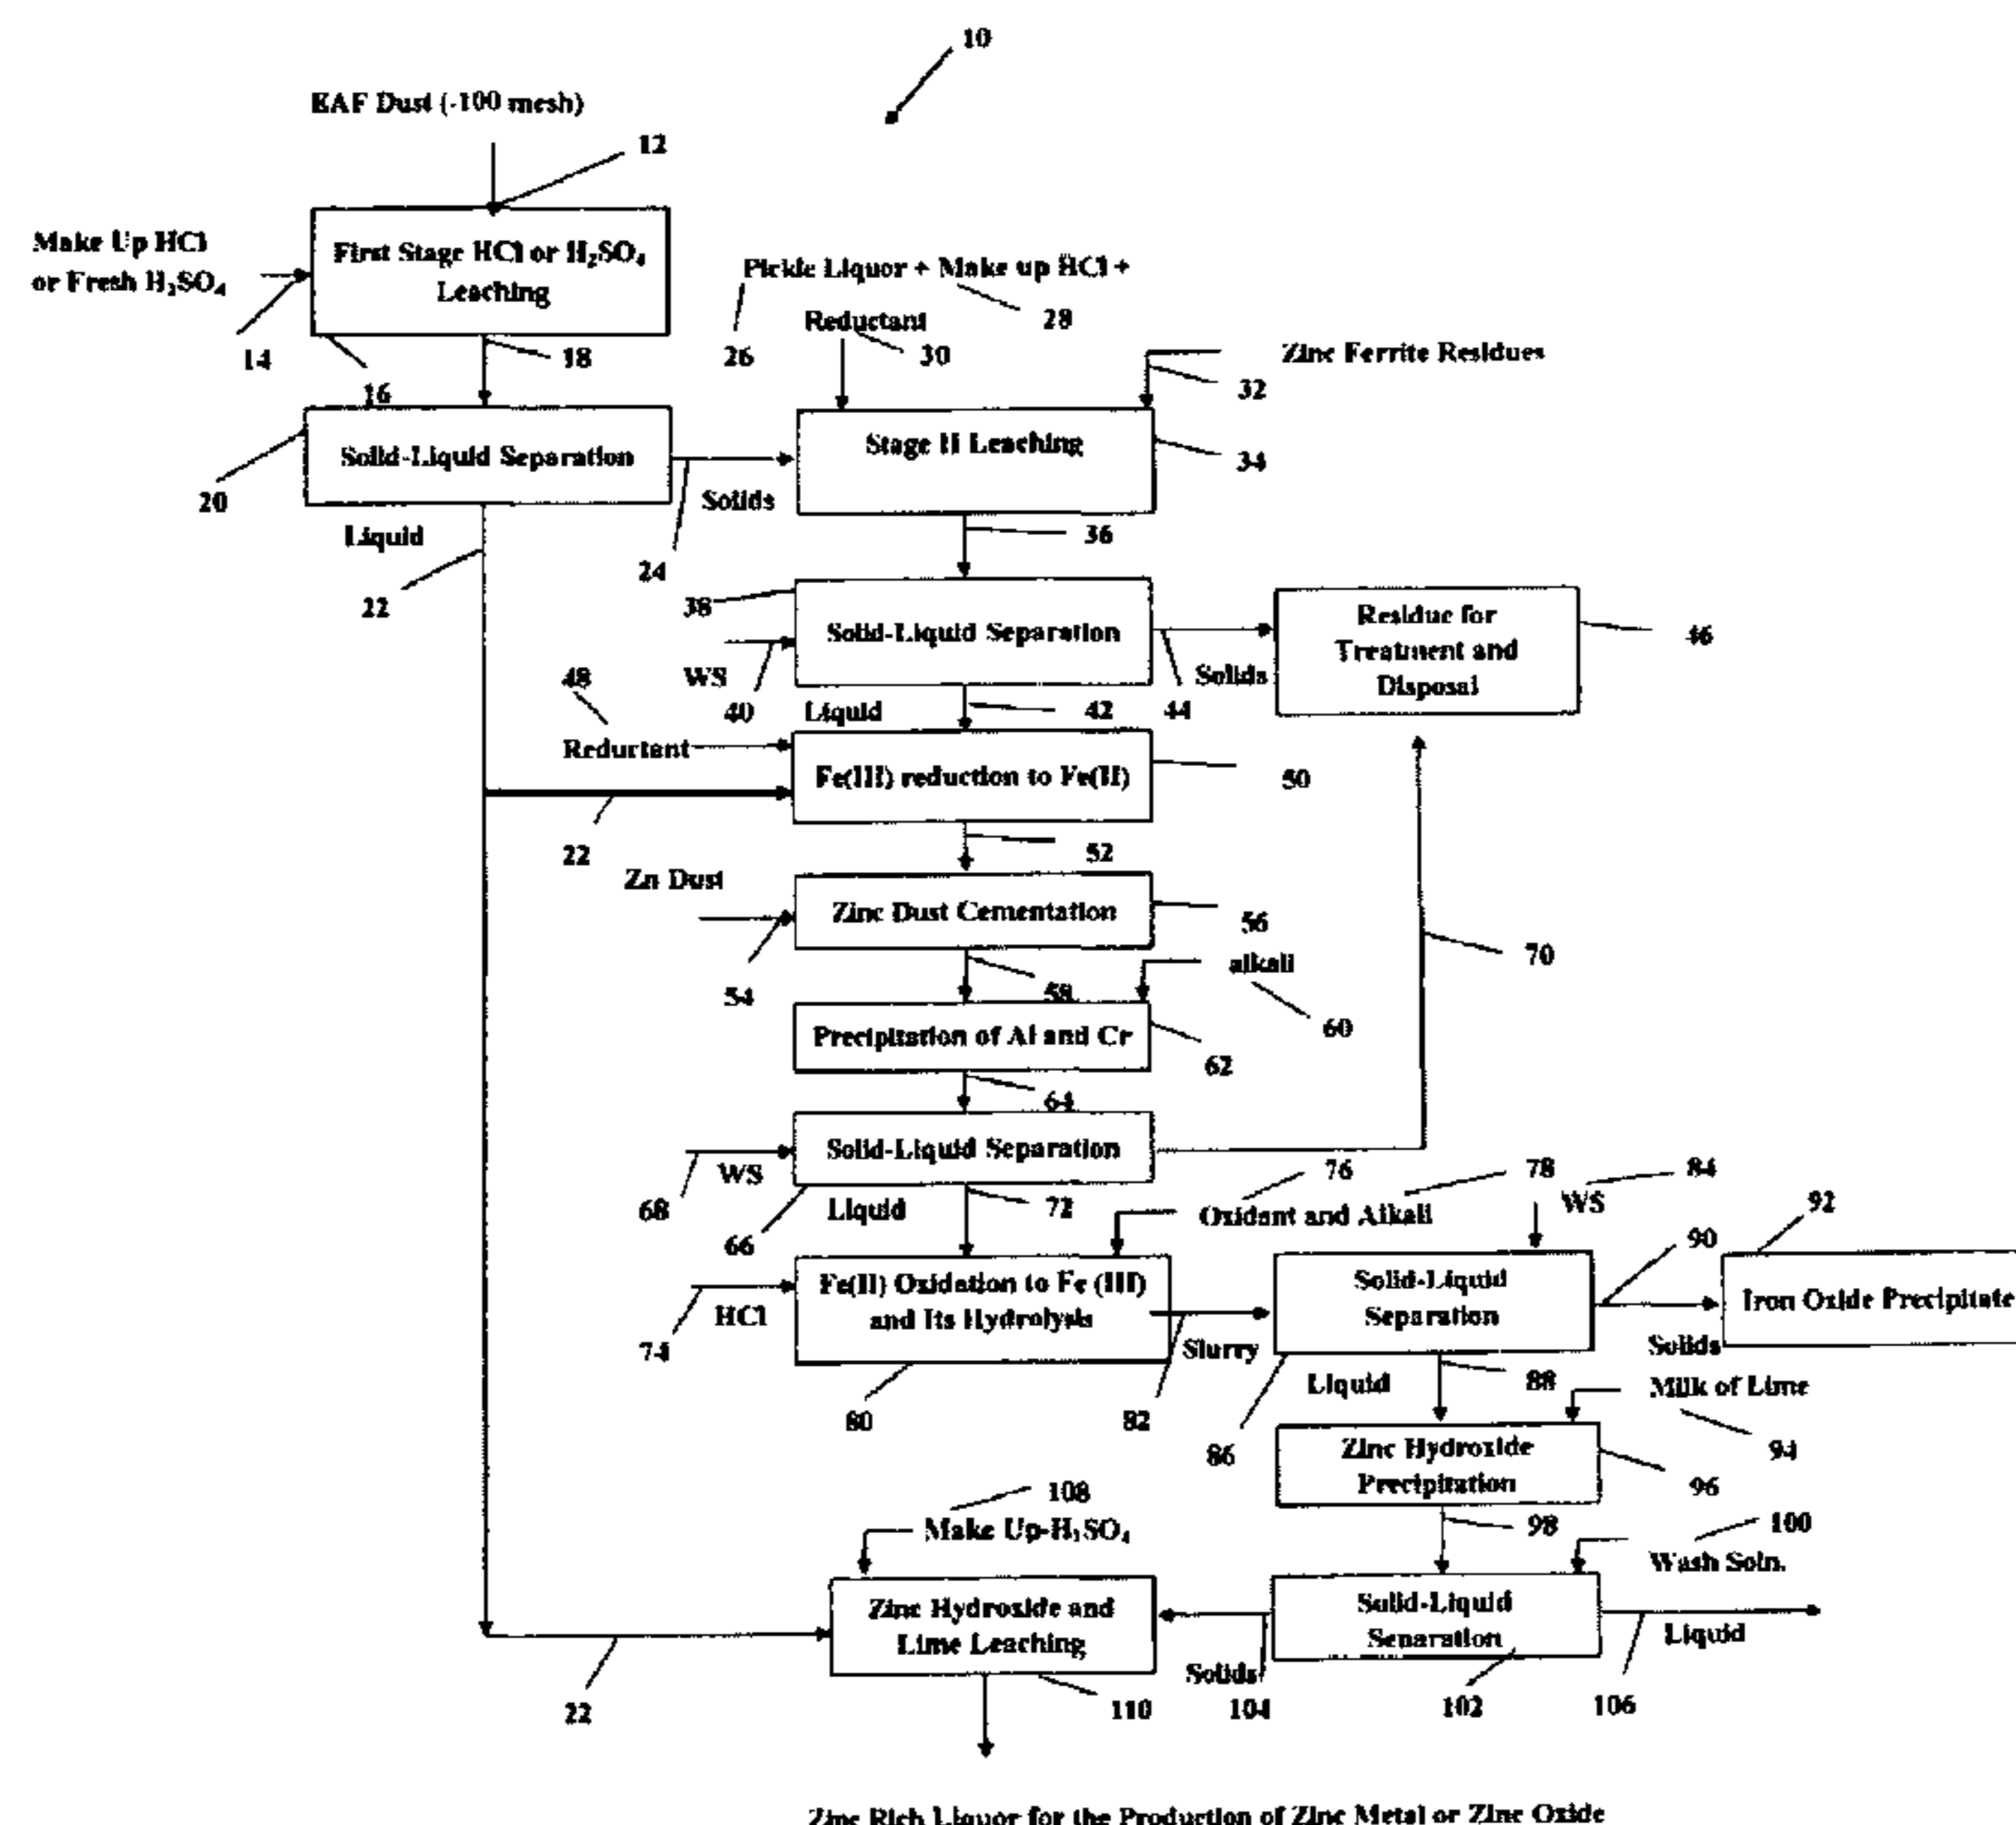 10
EAF Dust (-100 mesh)
12
Make Up HCl
or Fresh H₂SO₄
First Stage HCl or H₂SO₄
Leaching
14
16
18
Pickle Liquor + Make up HCl +
Reductant
26
28
30
Zinc Ferrite Residues
32
Solid-Liquid Separation
20
Liquid
22
Solids
24
Stage II Leaching
34
36
38
Solid-Liquid Separation
WS
40
Liquid
42
Solids
44
Residue for
Treatment and
Disposal
46
48
Reductant
Fe(III) reduction to Fe(II)
50
22
52
Zn Dust
54
Zinc Dust Cementation
56
58
alkali
60
Precipitation of Al and Cr
62
64
Solid-Liquid Separation
WS
68
66
Liquid
72
70
76
78
Oxidant and Alkali
84
WS
HCl
74
Fe(II) Oxidation to Fe (III)
and Its Hydrolysis
80
Slurry
82
Solid-Liquid
Separation
86
90
92
Iron Oxide Precipitate
Solids
Liquid
88
Milk of Lime
94
Zinc Hydroxide
Precipitation
96
98
100
Wash Soln.
Solid-Liquid
Separation
102
Liquid
106
Solids
104
108
Make Up-H₂SO₄
Zinc Hydroxide and
Lime Leaching
110
22
Zinc Rich Liquor for the Production of Zinc Metal or Zinc Oxide